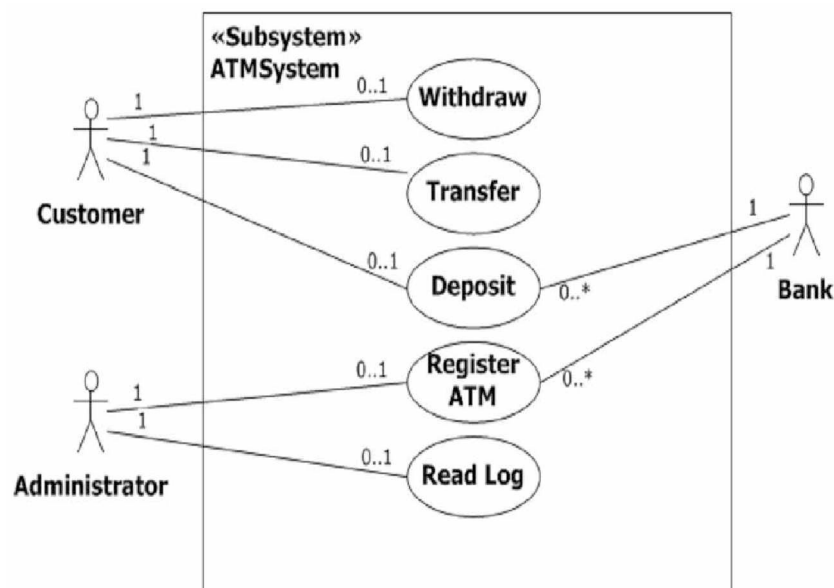 «Subsystem»
ATMSystem
1
0..1
Withdraw
1
0..1
Transfer
1
Customer
0..1
Deposit
1
0..*
1
Bank
Register
ATM
0..1
0..*
1
1
0..1
Read Log
Administrator